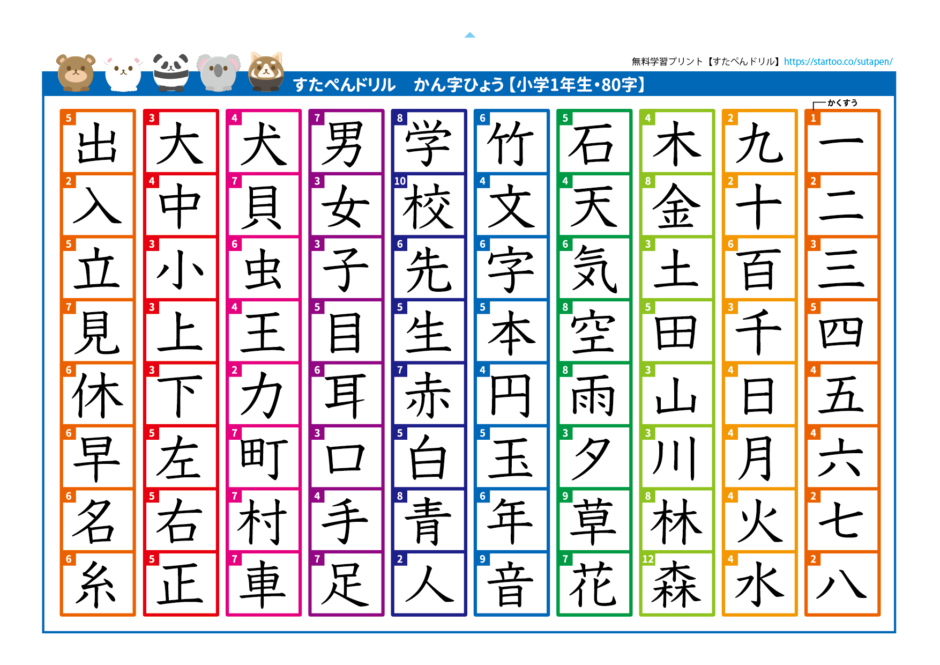 無料学習プリント【すたぺんドリル】https://startoo.co/sutapen/
すたぺんドリル　かん字ひょう【小学1年生・80字】
かくすう
1 一
2 二
3 三
5 四
4 五
4 六
2 七
2 八
2 九
2 十
6 百
3 千
4 日
4 月
4 火
4 水
4 木
8 金
3 土
5 田
3 山
3 川
8 林
12 森
5 石
4 天
6 気
8 空
8 雨
3 夕
9 草
7 花
6 竹
4 文
6 字
5 本
4 円
5 玉
6 年
9 音
8 学
10 校
6 先
5 生
7 赤
5 白
8 青
2 人
7 男
3 女
3 子
5 目
6 耳
3 口
4 手
7 足
4 犬
7 貝
6 虫
4 王
2 力
7 町
7 村
7 車
3 大
4 中
3 小
3 上
3 下
5 左
5 右
5 正
5 出
2 入
5 立
7 見
6 休
6 早
6 名
6 糸